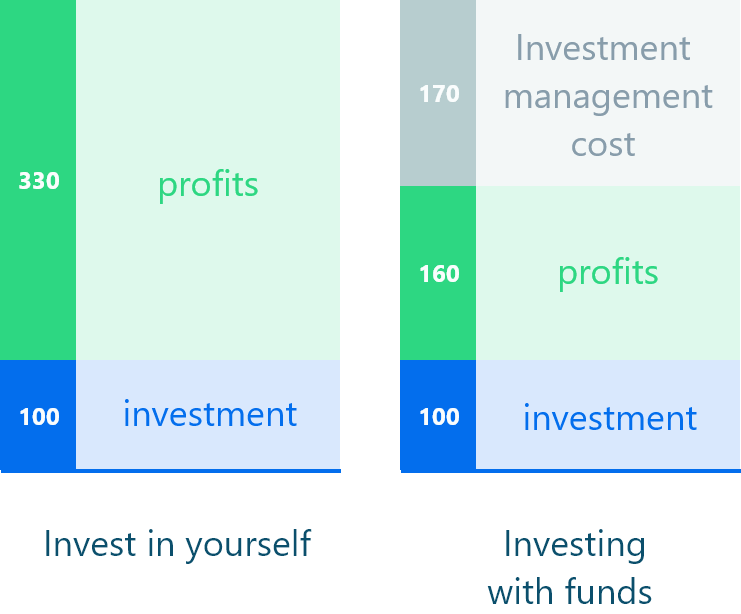 330
profits
100
investment
Invest in yourself
170
Investment
management
cost
160
profits
100
investment
Investing
with funds